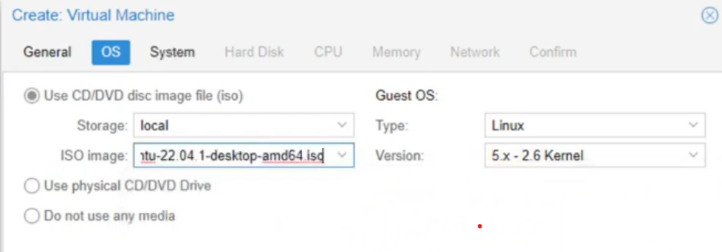 Create: Virtual Machine
General OS System Hard Disk CPU Memory Network Confirm
Use CD/DVD disc image file (iso) Guest OS:
Storage: local Type: Linux
ISO image: ntu-22.04.1-desktop-amd64.iso Version: 5.x - 2.6 Kernel
Use physical CD/DVD Drive
Do not use any media